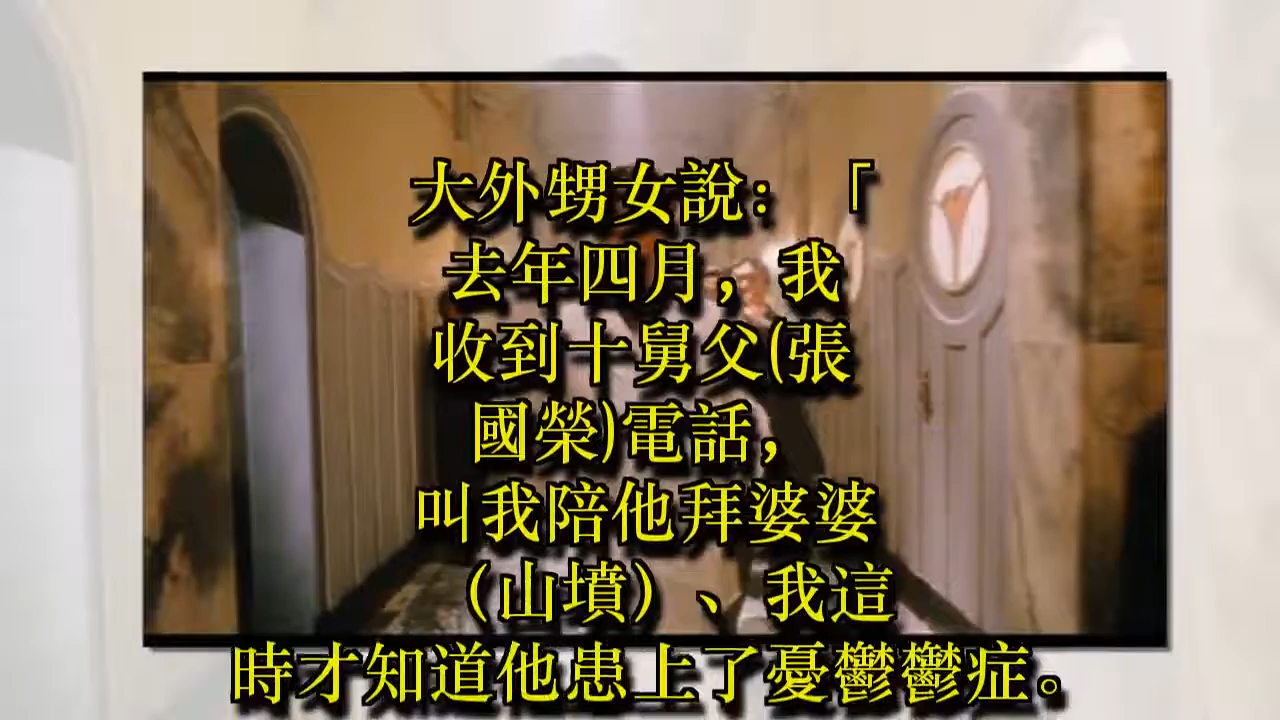 大外甥女說：「
去年四月，我
收到十舅父(張
國榮)電話，
叫我陪他拜婆婆
（山墳）、我這
時才知道他患上了憂鬱鬱症。